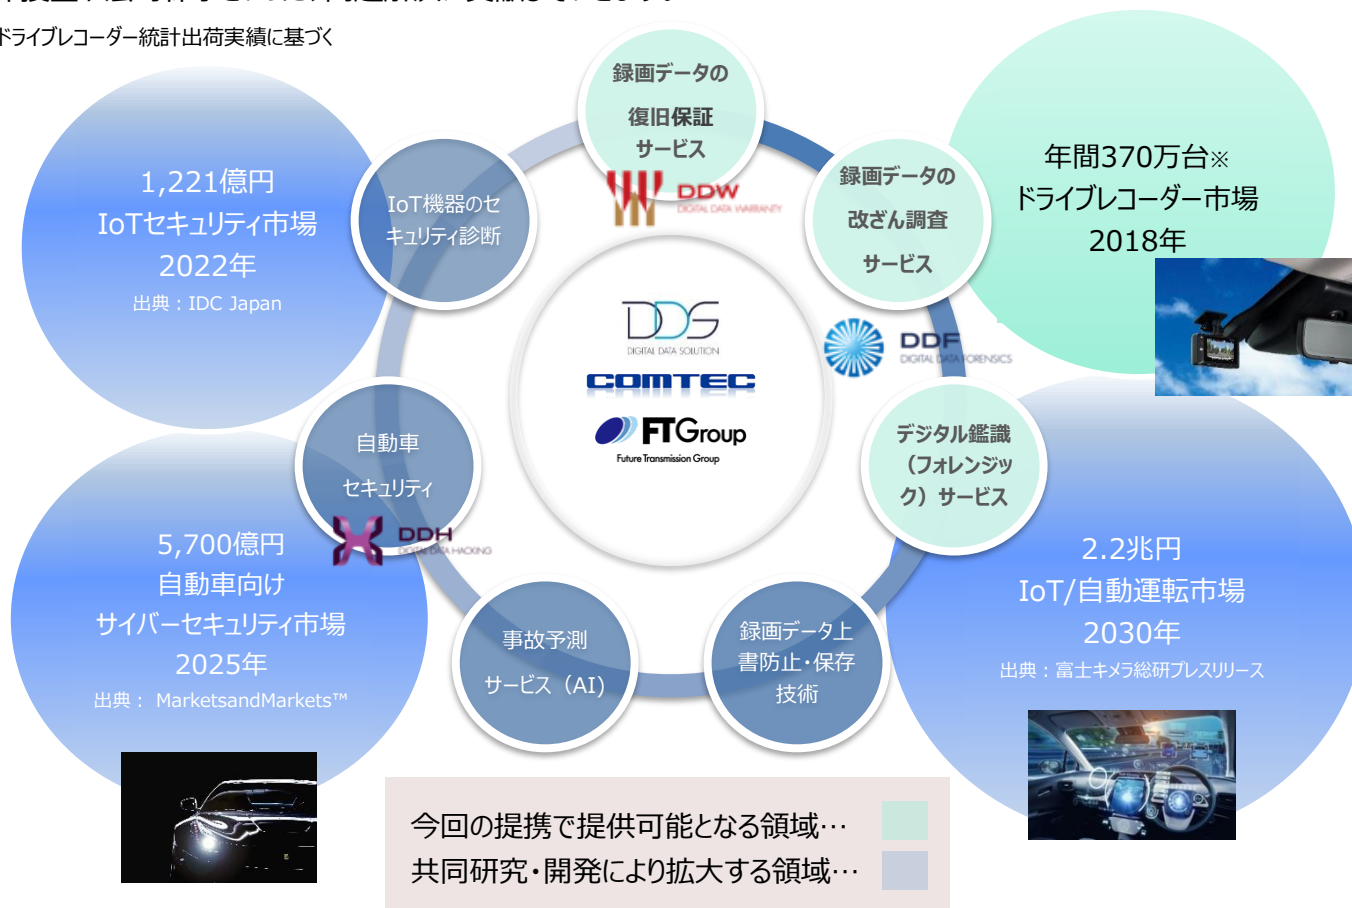 ドライブレコーダー統計出荷実績に基づく
録画データの
復旧保証
サービス
DDW
DIGITAL DATA WARRANTY
録画データの
改ざん調査
サービス
年間370万台※
ドライブレコーダー市場
2018年
1,221億円
IoTセキュリティ市場
2022年
出典：IDC Japan
IoT機器のセ
キュリティ診断
DDS
DIGITAL DATA SOLUTION
COMTEC
FTGroup
Future Transmission Group
DDF
DIGITAL DATA FORENSICS
デジタル鑑識
（フォレンジッ
ク）サービス
自動車
セキュリティ
DDH
DIGITAL DATA HACKING
5,700億円
自動車向け
サイバーセキュリティ市場
2025年
出典： MarketsandMarkets™
2.2兆円
IoT/自動運転市場
2030年
出典：富士キメラ総研プレスリリース
事故予測
サービス（AI)
録画データ上
書防止・保存
技術
今回の提携で提供可能となる領域…
共同研究・開発により拡大する領域…